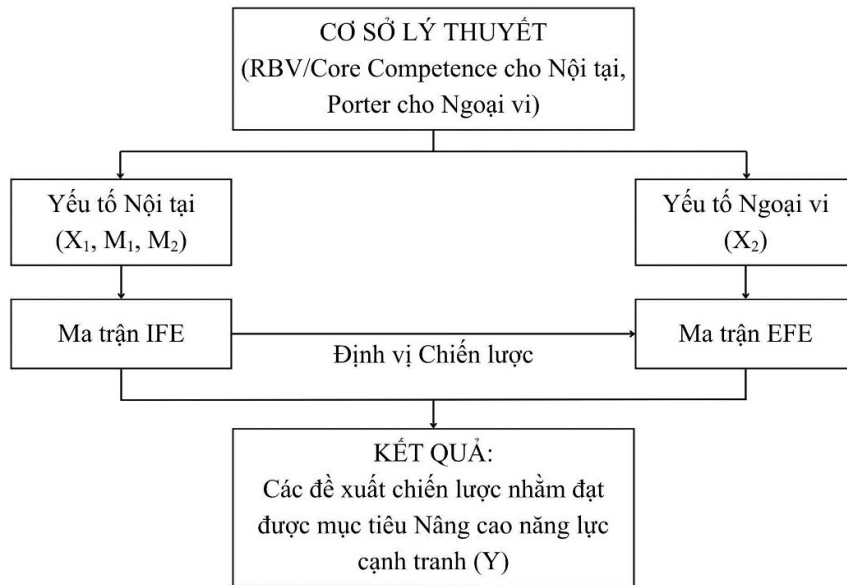 CƠ SỞ LÝ THUYẾT
(RBV/Core Competence cho Nội tại,
Porter cho Ngoại vi)
Yếu tố Nội tại
(X₁, M₁, M₂)
Yếu tố Ngoại vi
(X₂)
Ma trận IFE
Định vị Chiến lược
Ma trận EFE
KẾT QUẢ:
Các đề xuất chiến lược nhằm đạt
được mục tiêu Nâng cao năng lực
cạnh tranh (Y)